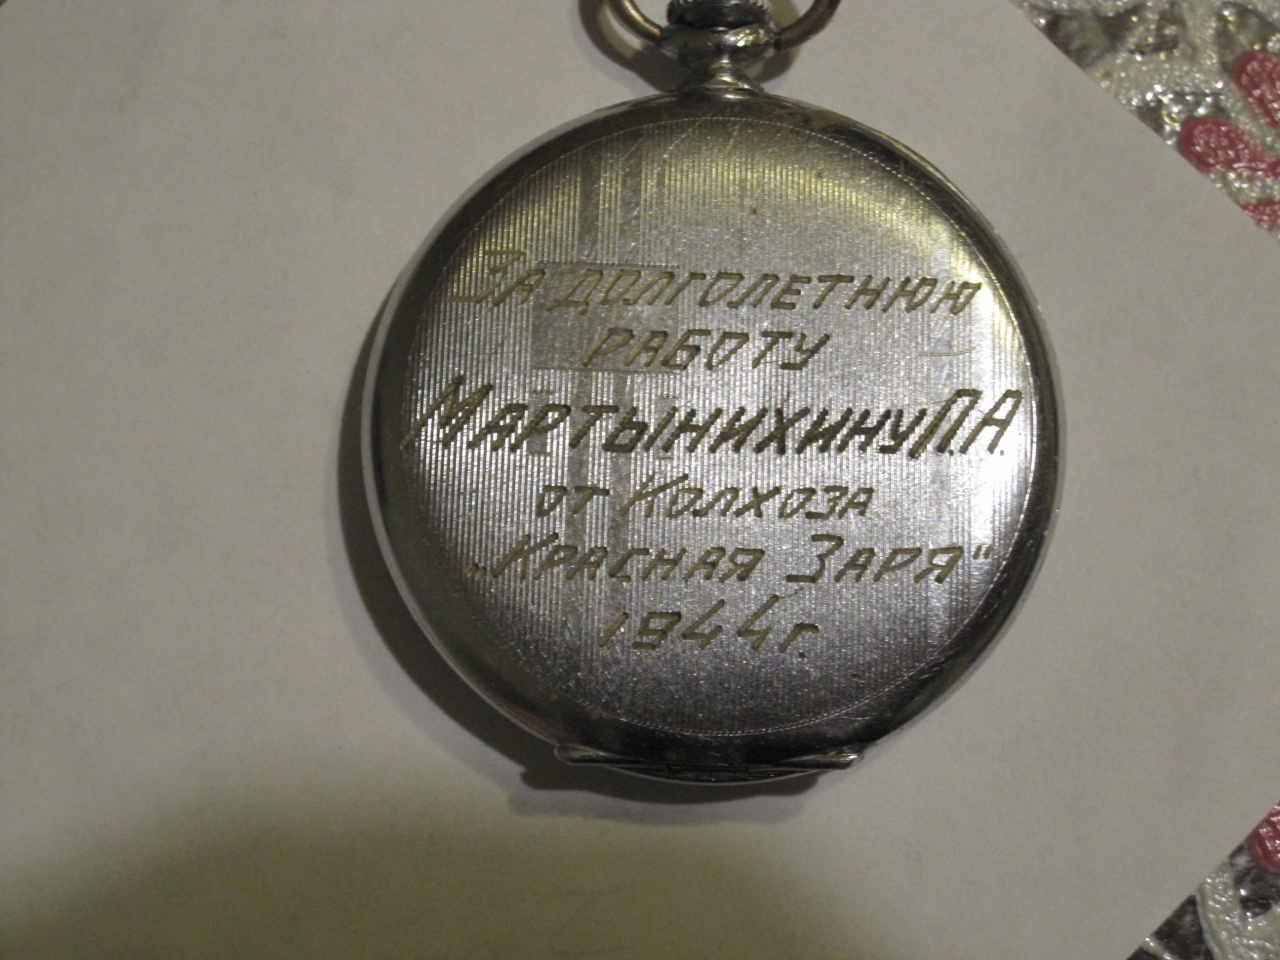 За долголетнюю
работу
Мартынихину П.А.
от Колхоза
„Красная Заря“
1944г.